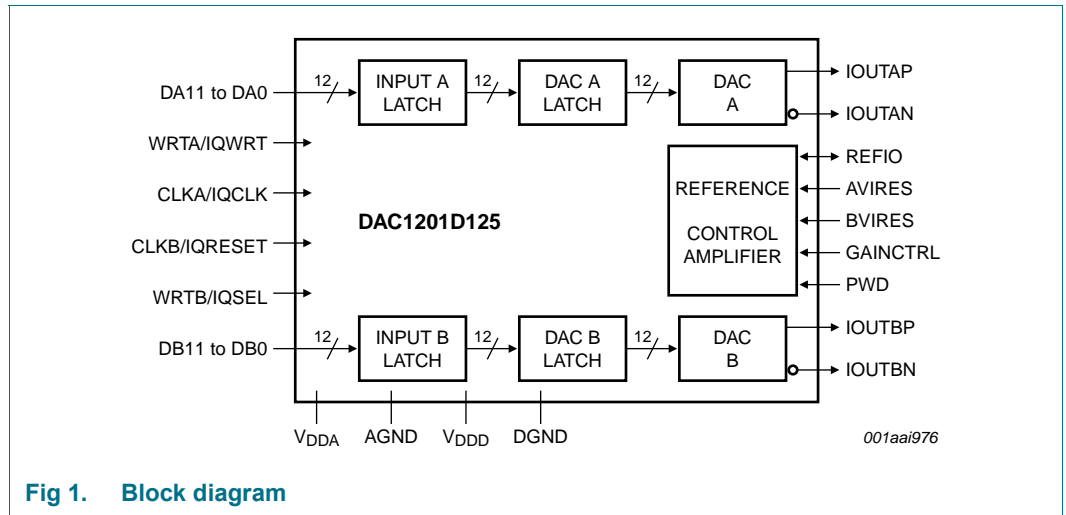 DA11 to DA0
12
INPUT A
LATCH
12
DAC A
LATCH
12
DAC
A
IOUTAP
IOUTAN
WRTA/IQWRT
CLKA/IQCLK
CLKB/IQRESET
WRTB/IQSEL
DAC1201D125
REFERENCE
CONTROL
AMPLIFIER
REFIO
AVIRES
BVIRES
GAINCTRL
PWD
DB11 to DB0
12
INPUT B
LATCH
12
DAC B
LATCH
12
DAC
B
IOUTBP
IOUTBN
VDDA
AGND
VDDD
DGND
001aai976
Fig 1. Block diagram